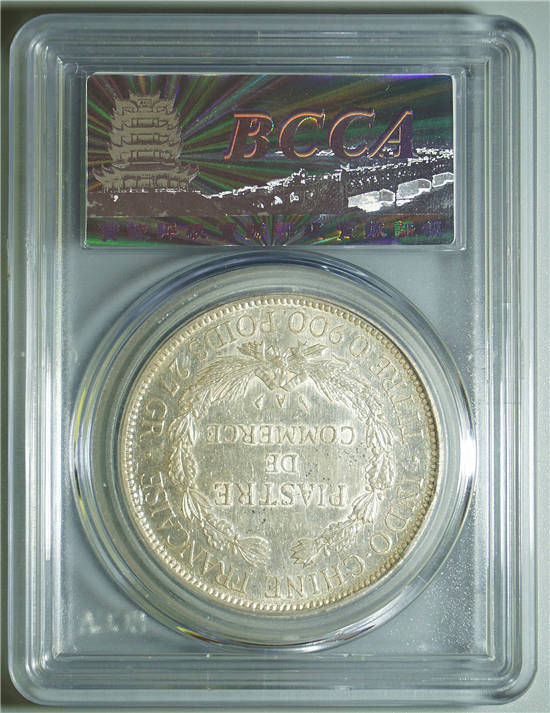 BCCA
INDO-CHINE FRANÇAISE
PIASTRE
DE
COMMERCE
A
TITRE 0,900. POIDS 27 GR.